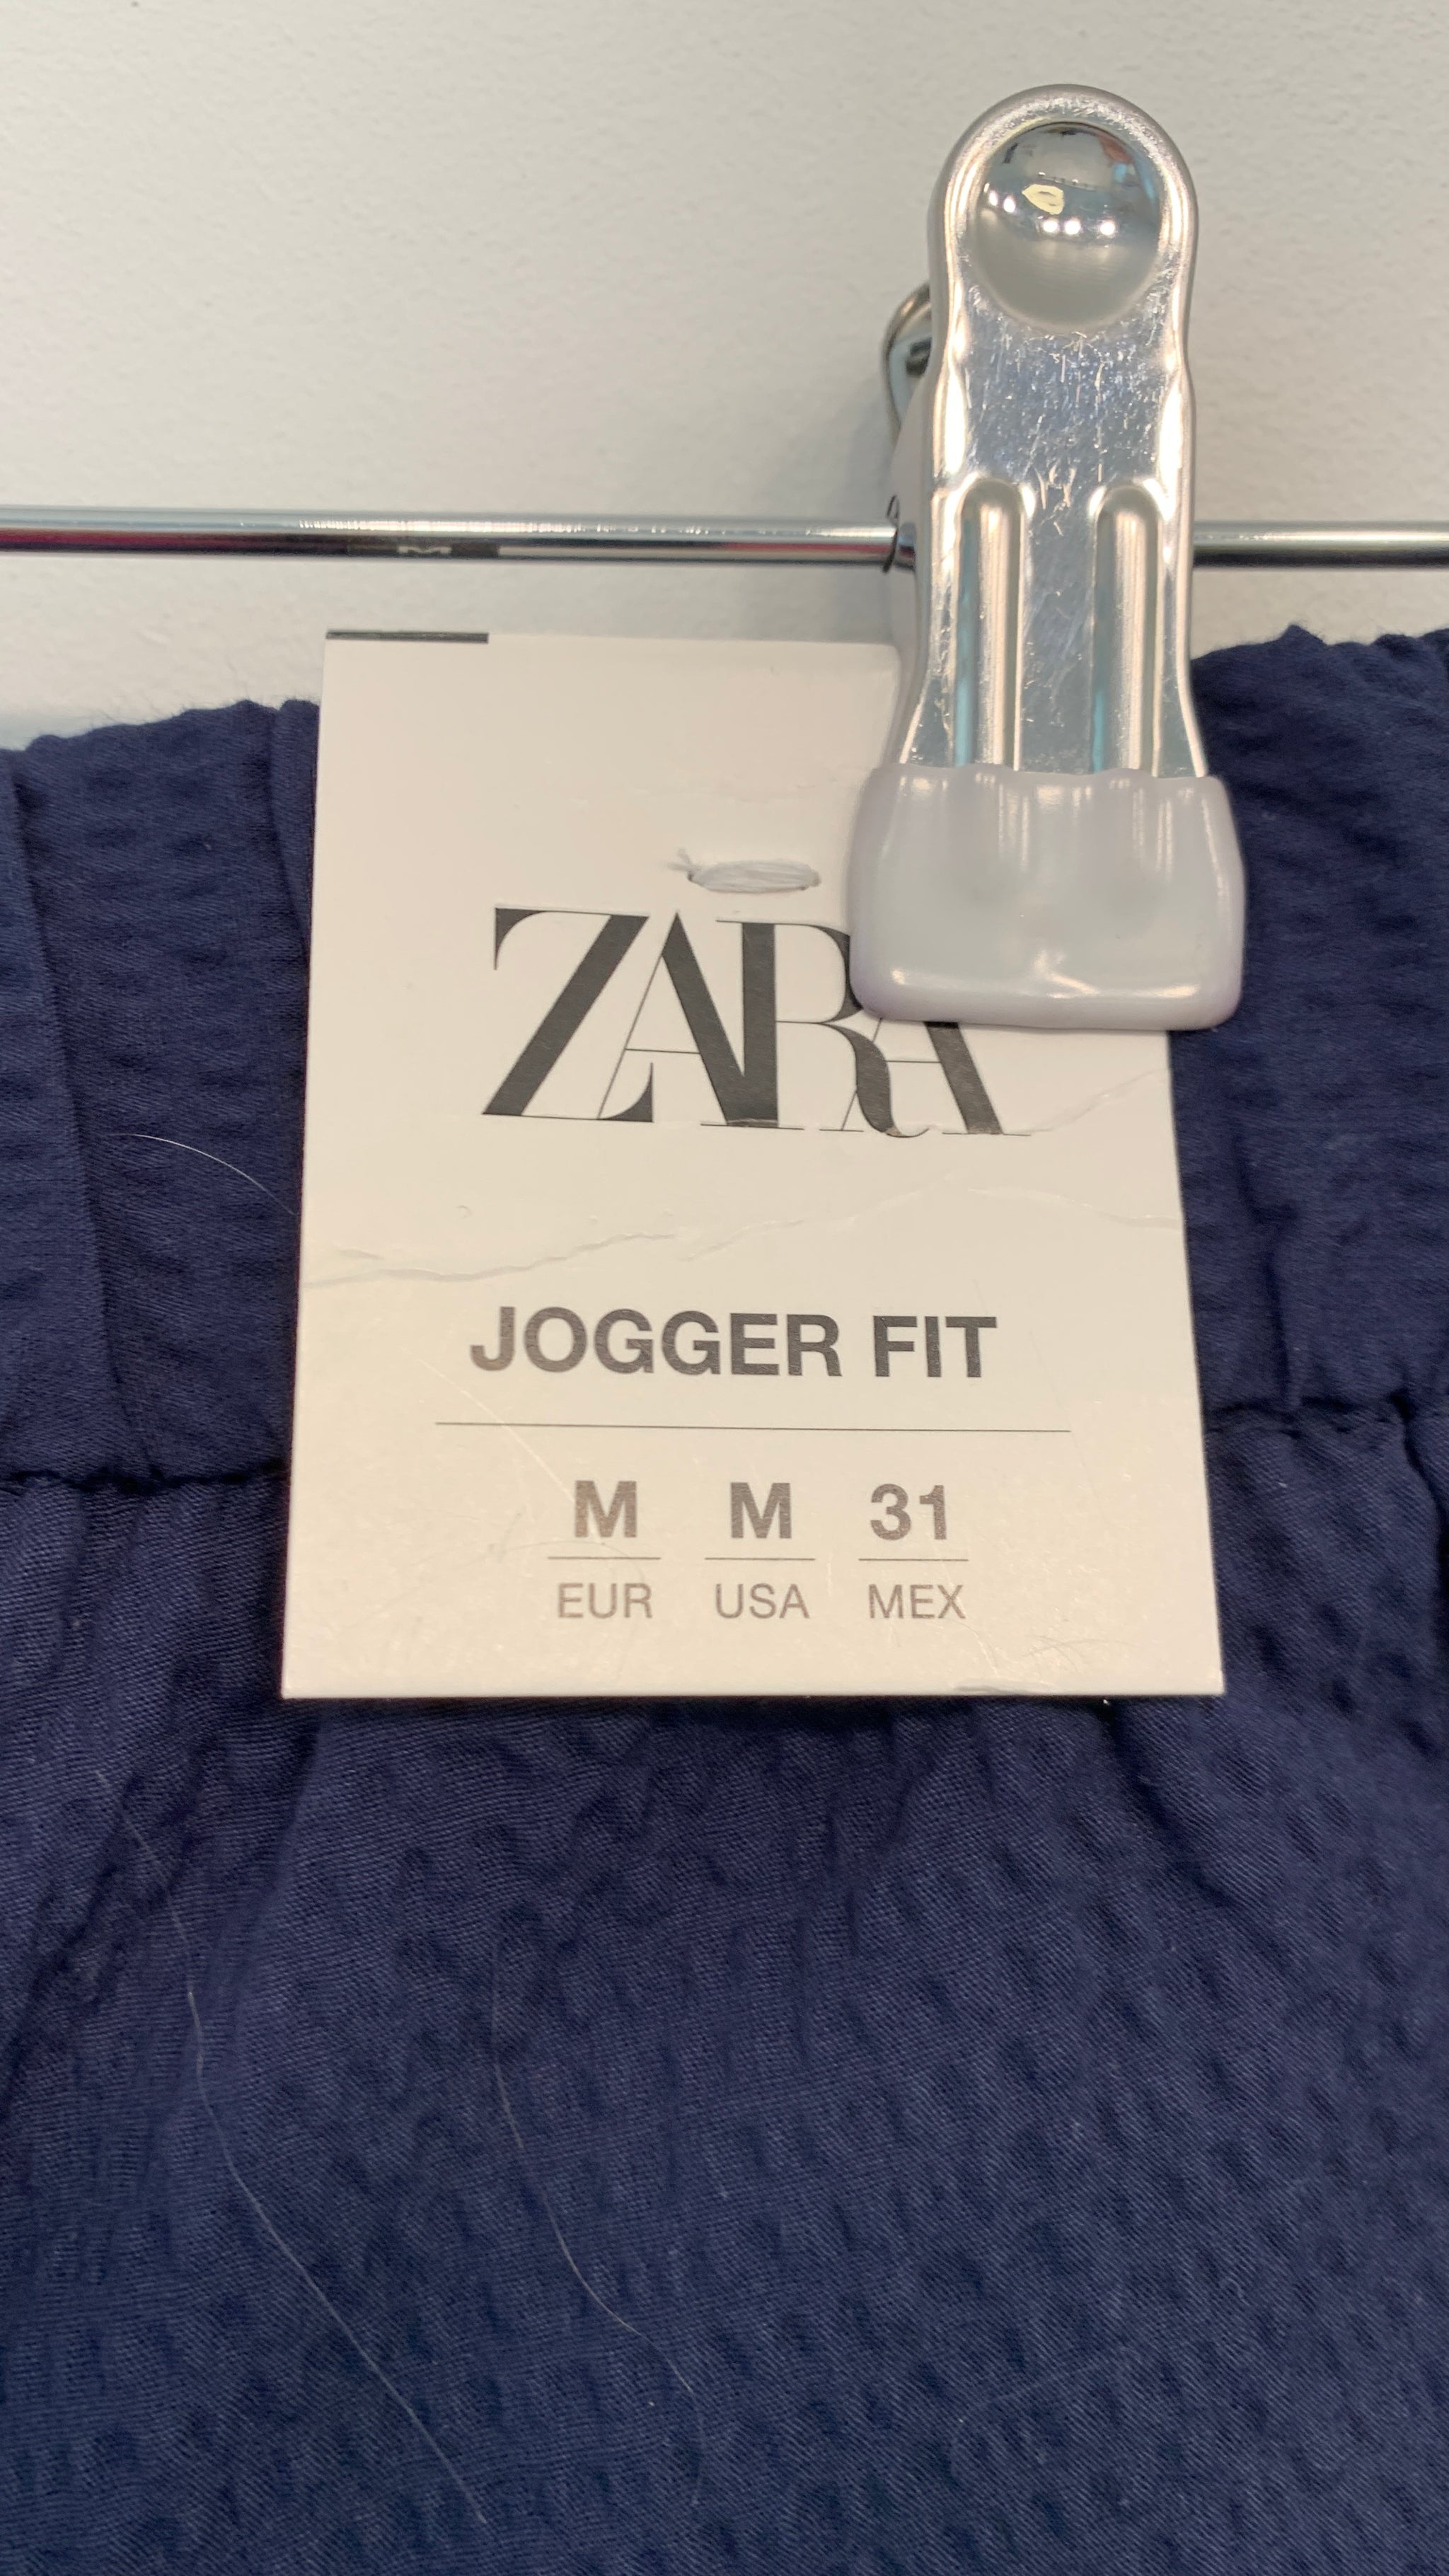 ZARA
JOGGER FIT
M M 31
EUR USA MEX